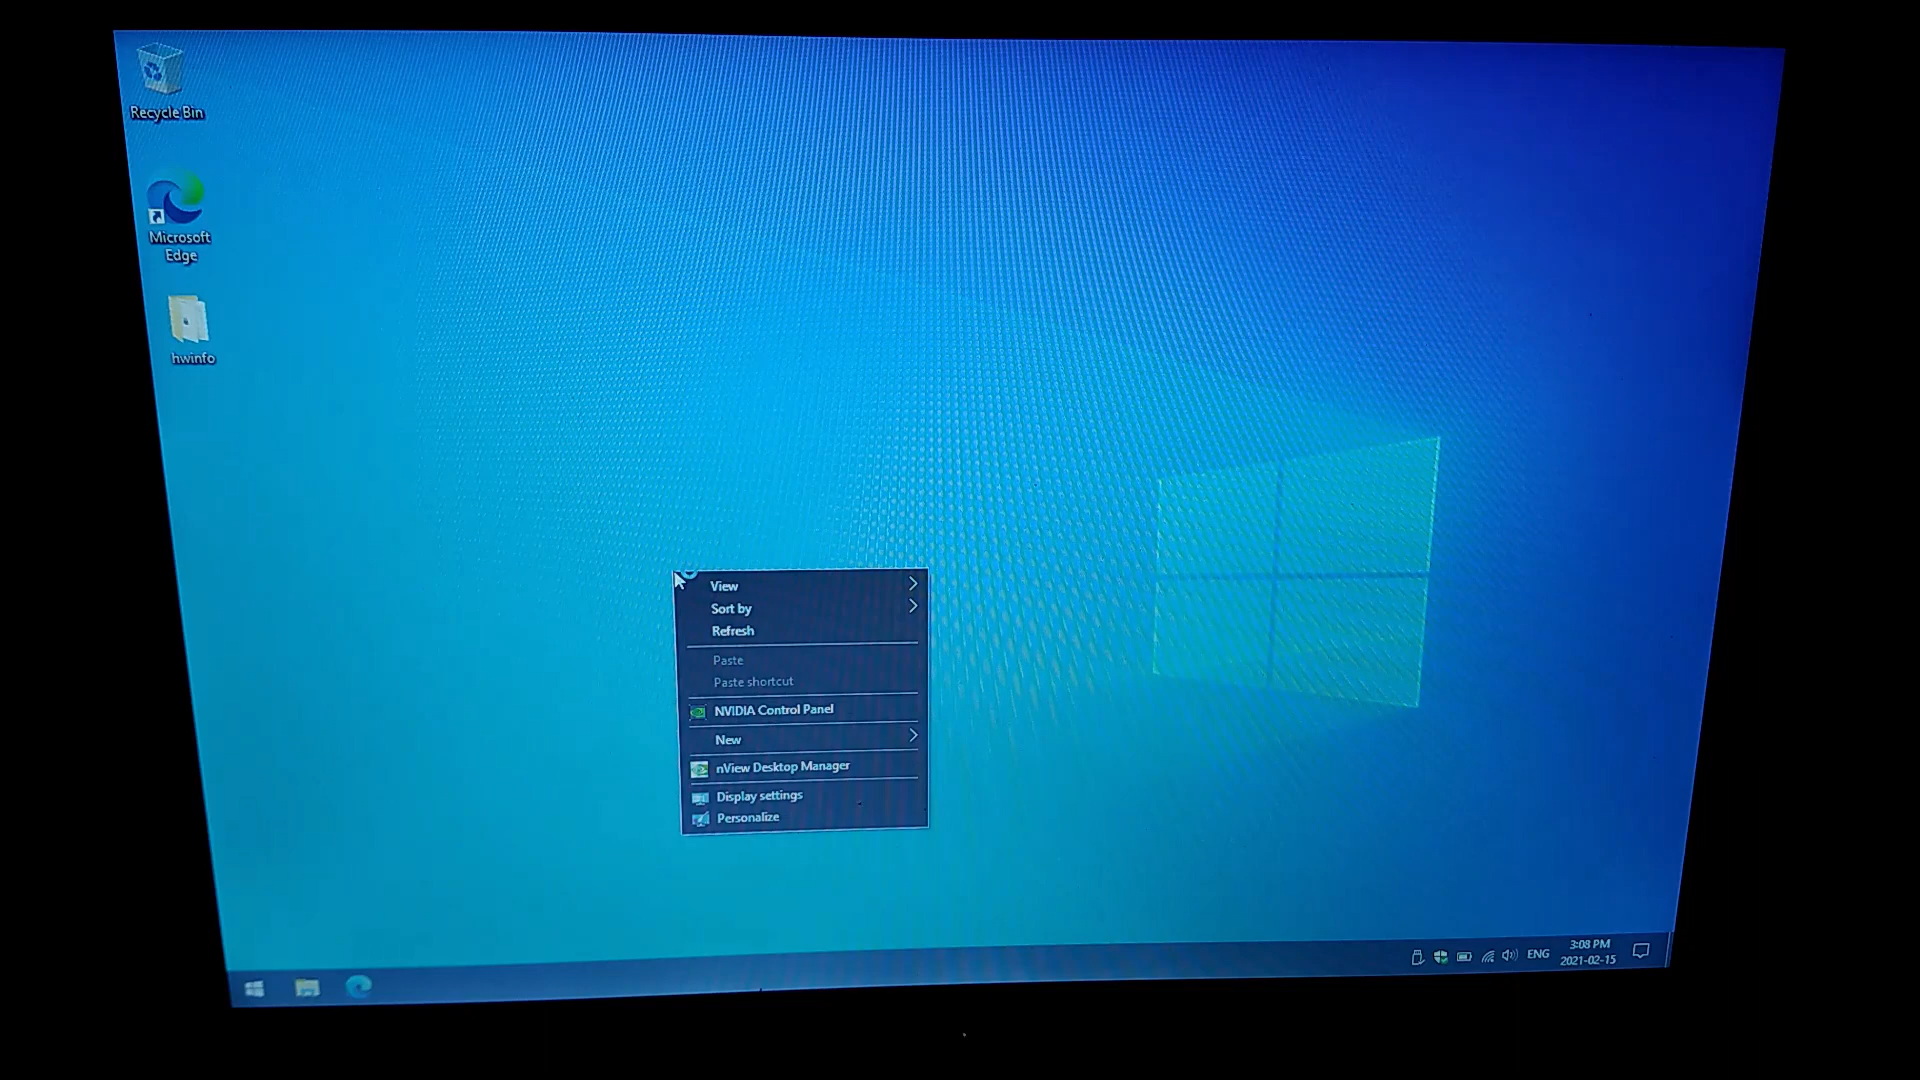 Recycle Bin
Microsoft
Edge
hwinfo
View
Sort by
Refresh
Paste
Paste shortcut
NVIDIA Control Panel
New
nView Desktop Manager
Display settings
Personalize
ENG
3:08 PM
2021-02-15